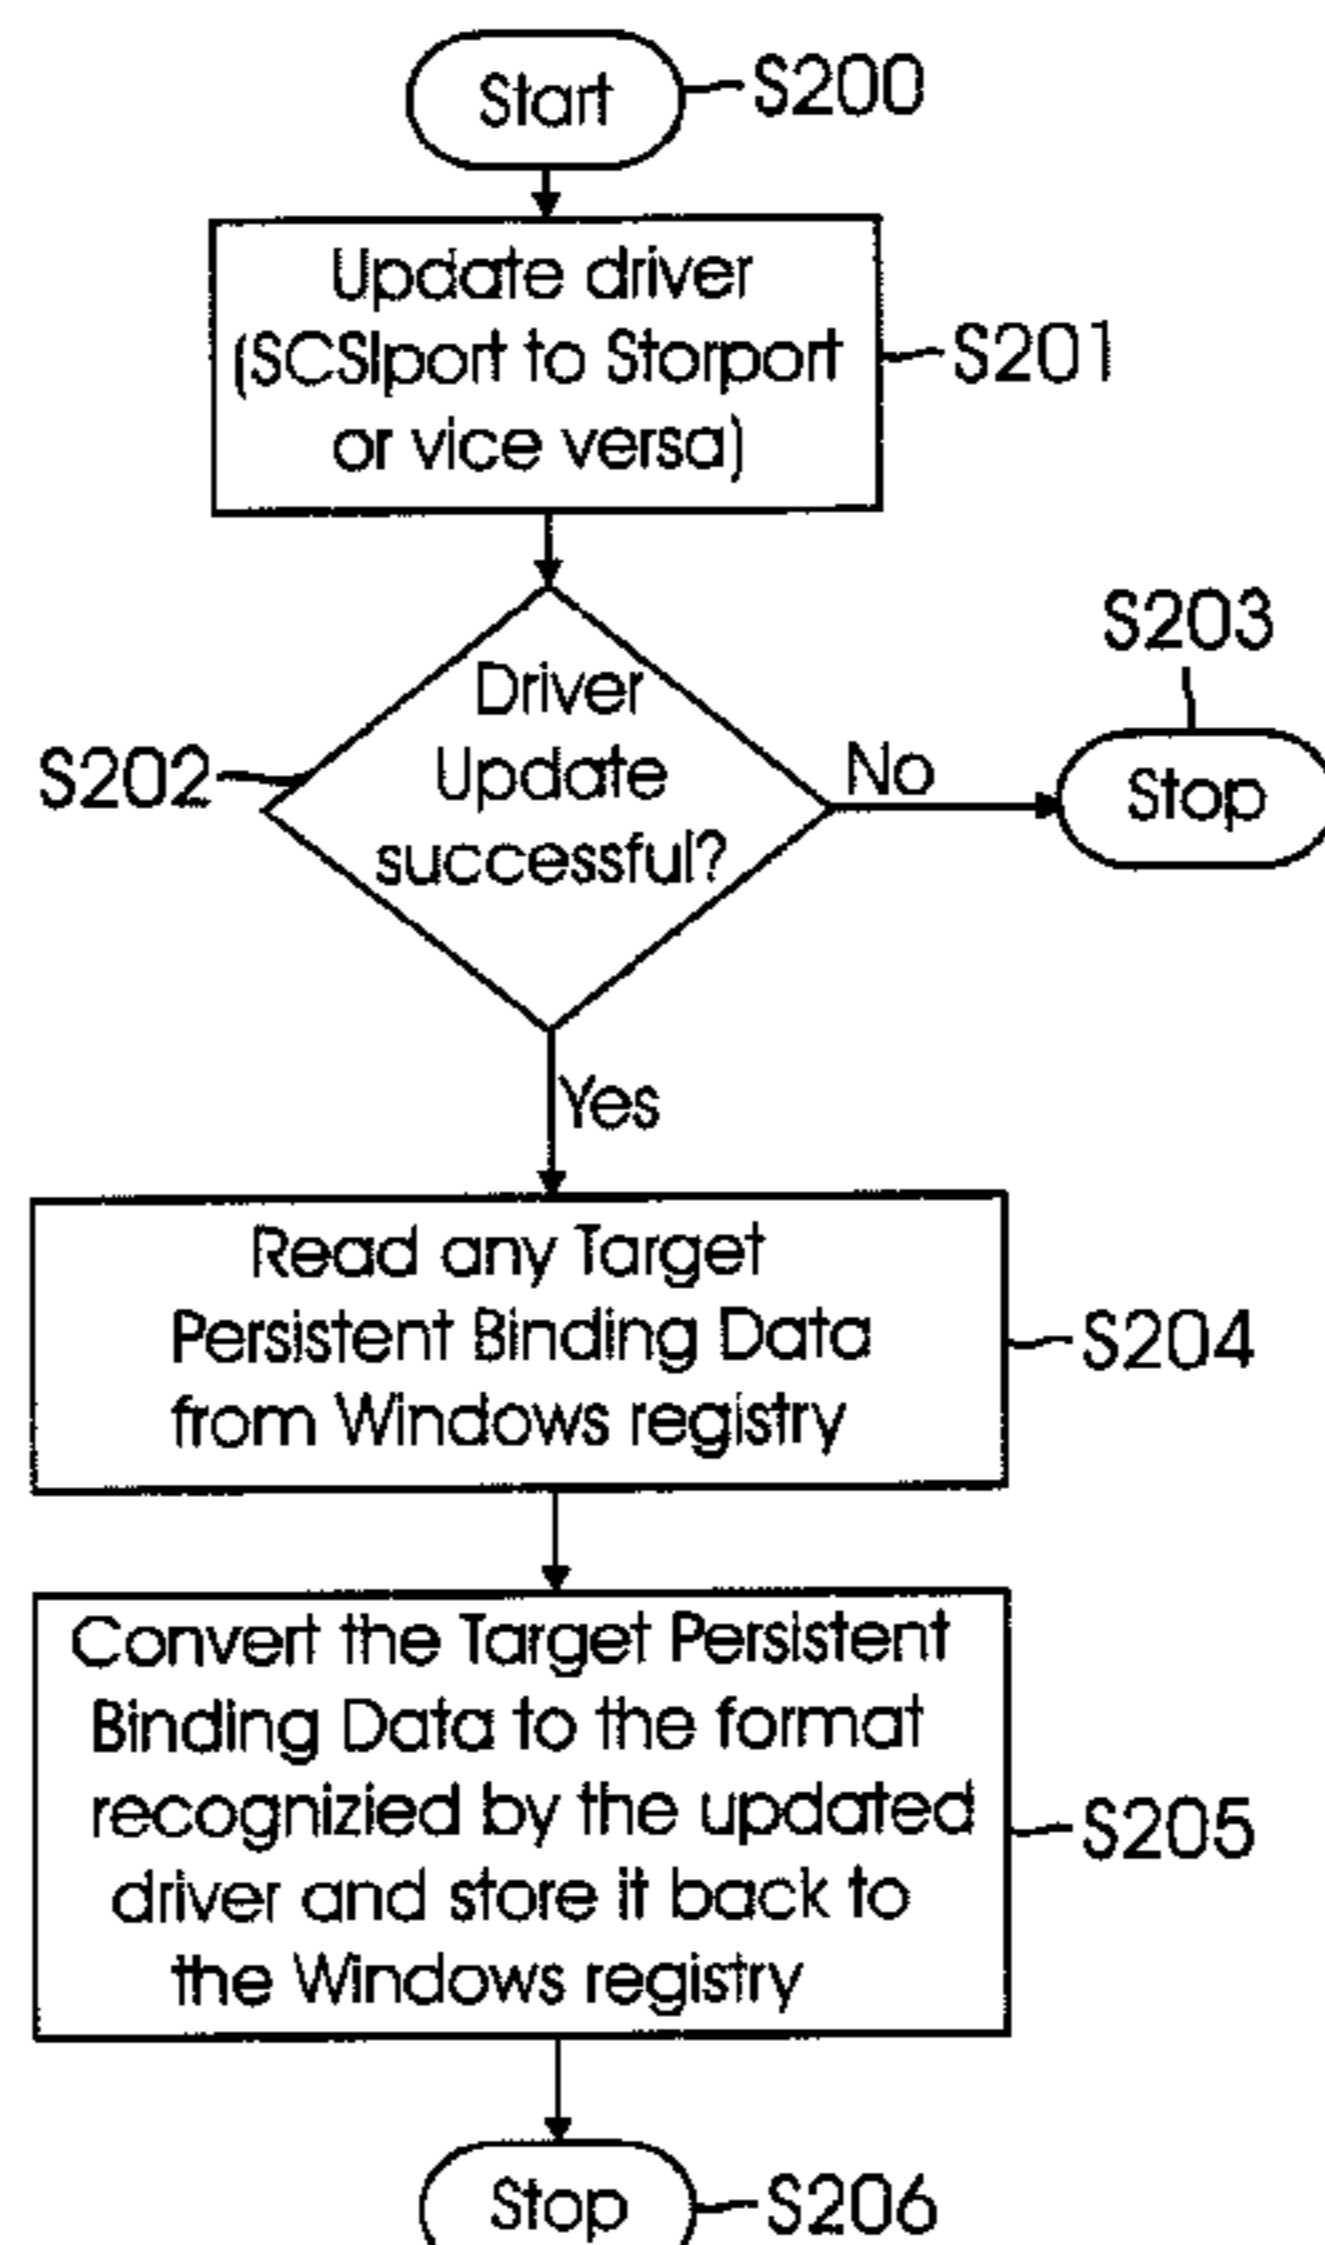 Start
S200
Update driver
(SCSIport to Storport
or vice versa)
S201
S203
Driver
Update
successful?
S202
No
Stop
Yes
Read any Target
Persistent Binding Data
from Windows registry
S204
Convert the Target Persistent
Binding Data to the format
recognizied by the updated
driver and store it back to
the Windows registry
S205
Stop
S206